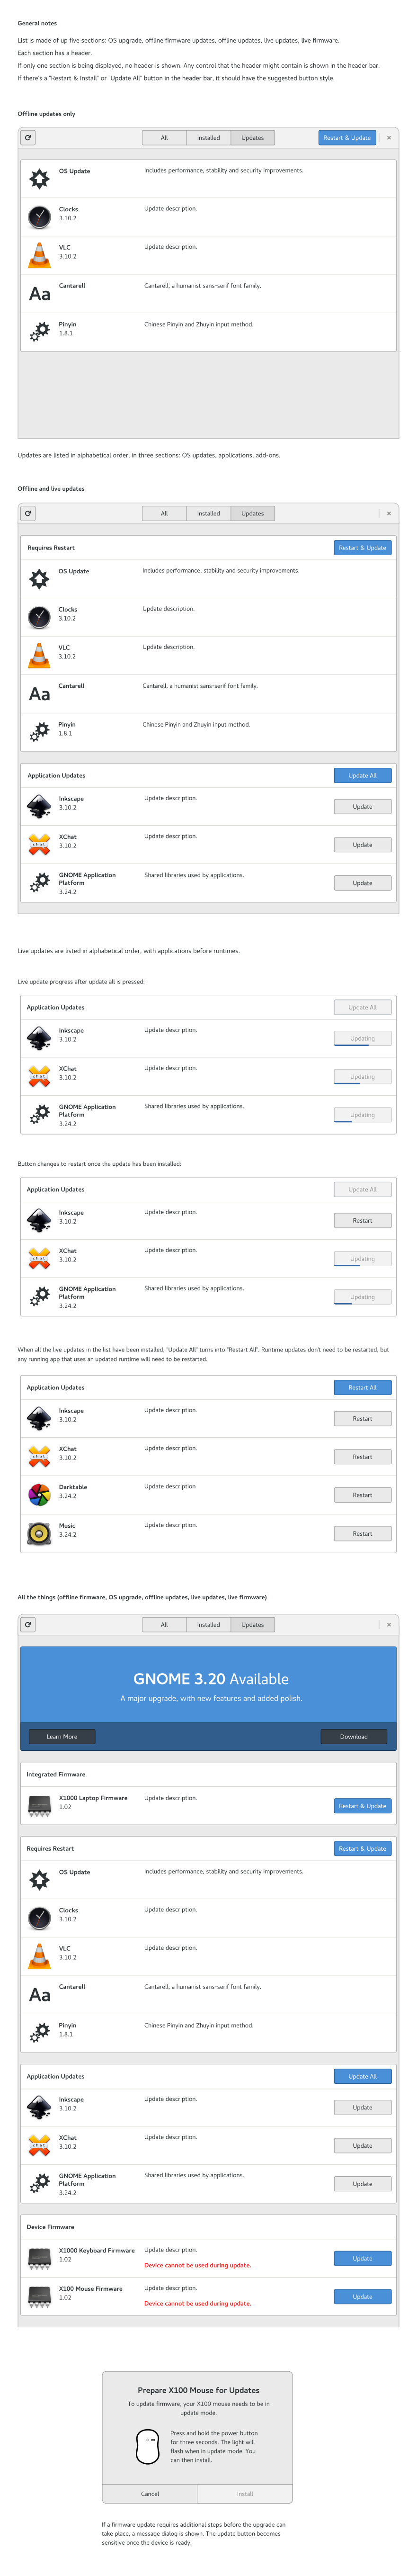 General notes
List is made of up five sections: OS upgrade, offline firmware updates, offline updates, live updates, live firmware.
Each section has a header.
If only one section is being displayed, no header is shown. Any control that the header might contain is shown in the header bar.
If there's a "Restart & Install" or "Update All" button in the header bar, it should have the suggested button style.
Offline updates only
All Installed Updates Restart & Update
OS Update Includes performance, stability and security improvements.
Clocks Update description.
3.10.2
VLC Update description.
3.10.2
Aa Cantarell Cantarell, a humanist sans-serif font family.
Pinyin Chinese Pinyin and Zhuyin input method.
1.8.1
Updates are listed in alphabetical order, in three sections: OS updates, applications, add-ons.
Offline and live updates
All Installed Updates
Requires Restart Restart & Update
OS Update Includes performance, stability and security improvements.
Clocks Update description.
3.10.2
VLC Update description.
3.10.2
Aa Cantarell Cantarell, a humanist sans-serif font family.
Pinyin Chinese Pinyin and Zhuyin input method.
1.8.1
Application Updates Update All
Inkscape Update description.
3.10.2 Update
XChat Update description.
chat 3.10.2 Update
GNOME Application Shared libraries used by applications.
Platform Update
3.24.2
Live updates are listed in alphabetical order, with applications before runtimes.
Live update progress after update all is pressed:
Application Updates Update All
Inkscape Update description.
3.10.2 Updating
XChat Update description.
chat 3.10.2 Updating
GNOME Application Shared libraries used by applications.
Platform Updating
3.24.2
Button changes to restart once the update has been installed:
Application Updates Update All
Inkscape Update description.
3.10.2 Restart
XChat Update description.
chat 3.10.2 Updating
GNOME Application Shared libraries used by applications.
Platform Updating
3.24.2
When all the live updates in the list have been installed, "Update All" turns into "Restart All". Runtime updates don't need to be restarted, but
any running app that uses an updated runtime will need to be restarted.
Application Updates Restart All
Inkscape Update description.
3.10.2 Restart
XChat Update description.
chat 3.10.2 Restart
Darktable Update description
3.24.2 Restart
Music Update description.
3.24.2 Restart
All the things (offline firmware, OS upgrade, offline updates, live updates, live firmware)
All Installed Updates
GNOME 3.20 Available
A major upgrade, with new features and added polish.
Learn More Download
Integrated Firmware
X1000 Laptop Firmware Update description.
1.02 Restart & Update
Requires Restart Restart & Update
OS Update Includes performance, stability and security improvements.
Clocks Update description.
3.10.2
VLC Update description.
3.10.2
Aa Cantarell Cantarell, a humanist sans-serif font family.
Pinyin Chinese Pinyin and Zhuyin input method.
1.8.1
Application Updates Update All
Inkscape Update description.
3.10.2 Update
XChat Update description.
chat 3.10.2 Update
GNOME Application Shared libraries used by applications.
Platform Update
3.24.2
Device Firmware
X1000 Keyboard Firmware Update description.
1.02 Update
Device cannot be used during update.
X100 Mouse Firmware Update description.
1.02 Update
Device cannot be used during update.
Prepare X100 Mouse for Updates
To update firmware, your X100 mouse needs to be in
update mode.
Press and hold the power button
for three seconds. The light will
flash when in update mode. You
can then install.
Cancel Install
If a firmware update requires additional steps before the upgrade can
take place, a message dialog is shown. The update button becomes
sensitive once the device is ready.